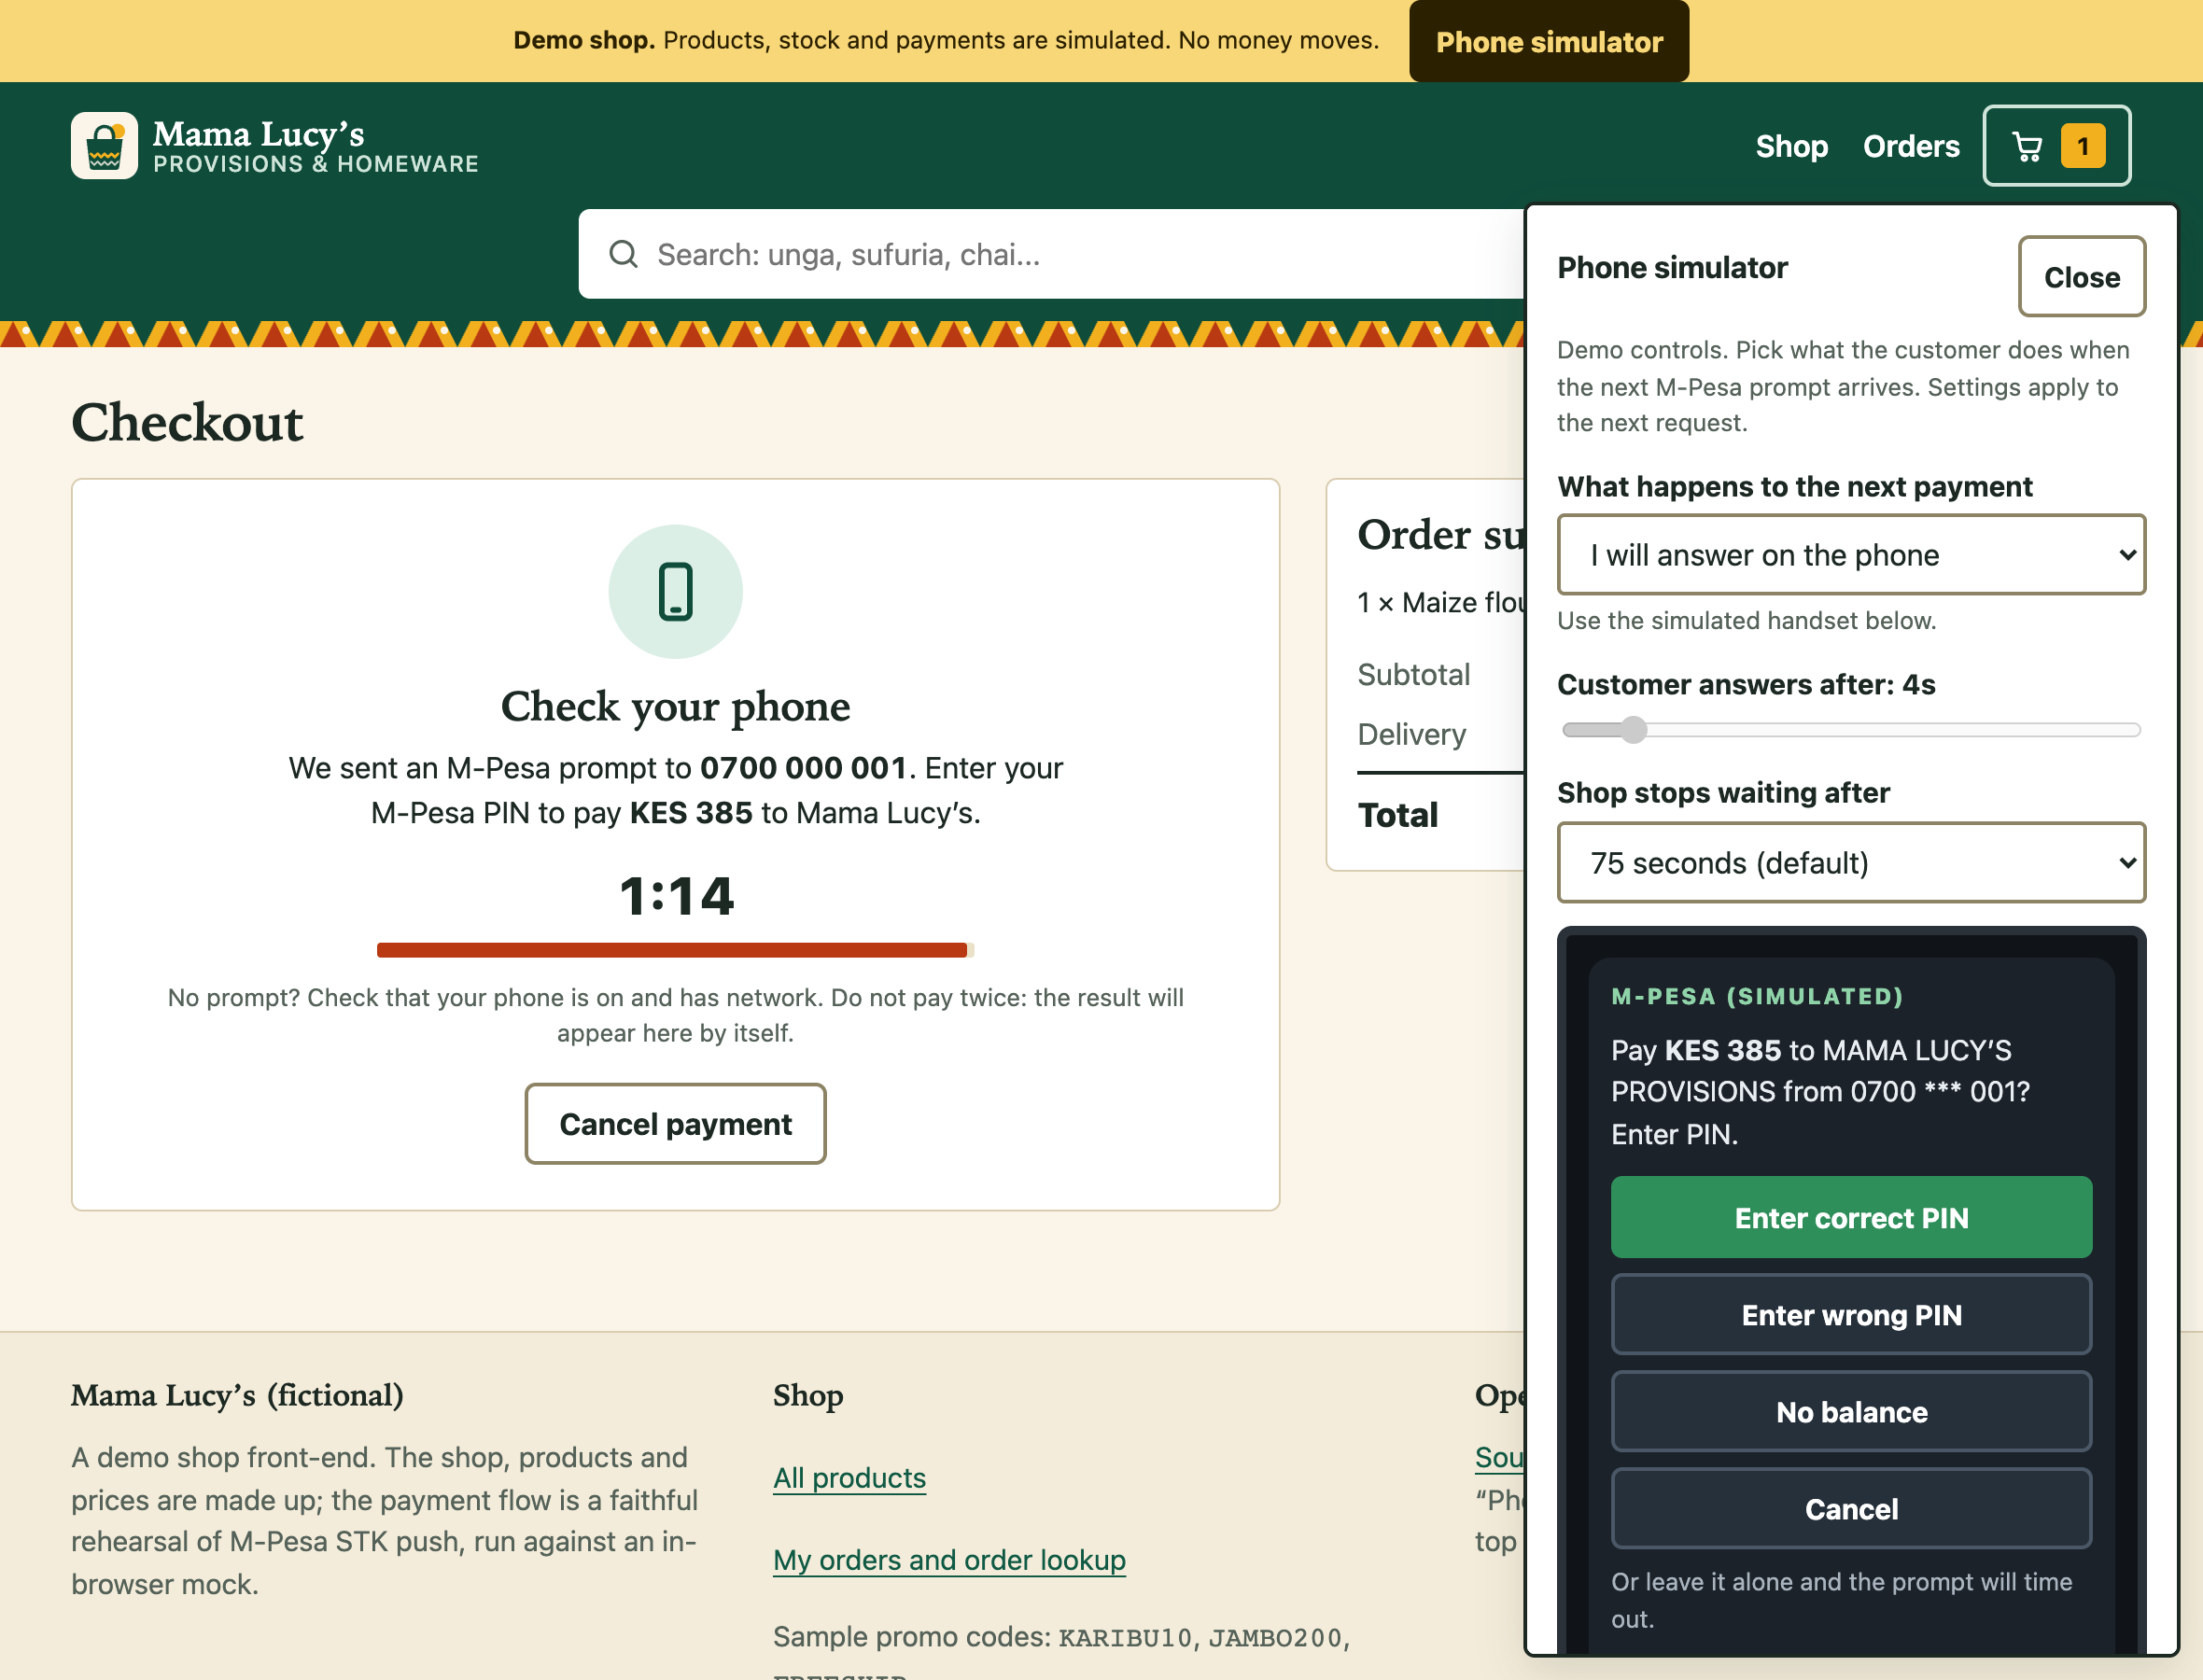 Demo shop. Products, stock and payments are simulated. No money moves.
Phone simulator
Mama Lucy’s
PROVISIONS & HOMEWARE
Shop
Orders
1
Search: unga, sufuria, chai...
Checkout
Check your phone
We sent an M-Pesa prompt to 0700 000 001. Enter your
M-Pesa PIN to pay KES 385 to Mama Lucy’s.
1:14
No prompt? Check that your phone is on and has network. Do not pay twice: the result will
appear here by itself.
Cancel payment
Order
1 × Maize
Subtotal
Delivery
Total
Phone simulator
Close
Demo controls. Pick what the customer does when
the next M-Pesa prompt arrives. Settings apply to
the next request.
What happens to the next payment
I will answer on the phone
Use the simulated handset below.
Customer answers after: 4s
Shop stops waiting after
75 seconds (default)
M-PESA (SIMULATED)
Pay KES 385 to MAMA LUCY’S
PROVISIONS from 0700 *** 001?
Enter PIN.
Enter correct PIN
Enter wrong PIN
No balance
Cancel
Or leave it alone and the prompt will time
out.
Mama Lucy’s (fictional)
A demo shop front-end. The shop, products and
prices are made up; the payment flow is a faithful
rehearsal of M-Pesa STK push, run against an in-
browser mock.
Shop
All products
My orders and order lookup
Sample promo codes: KARIBU10, JAMBO200,
top